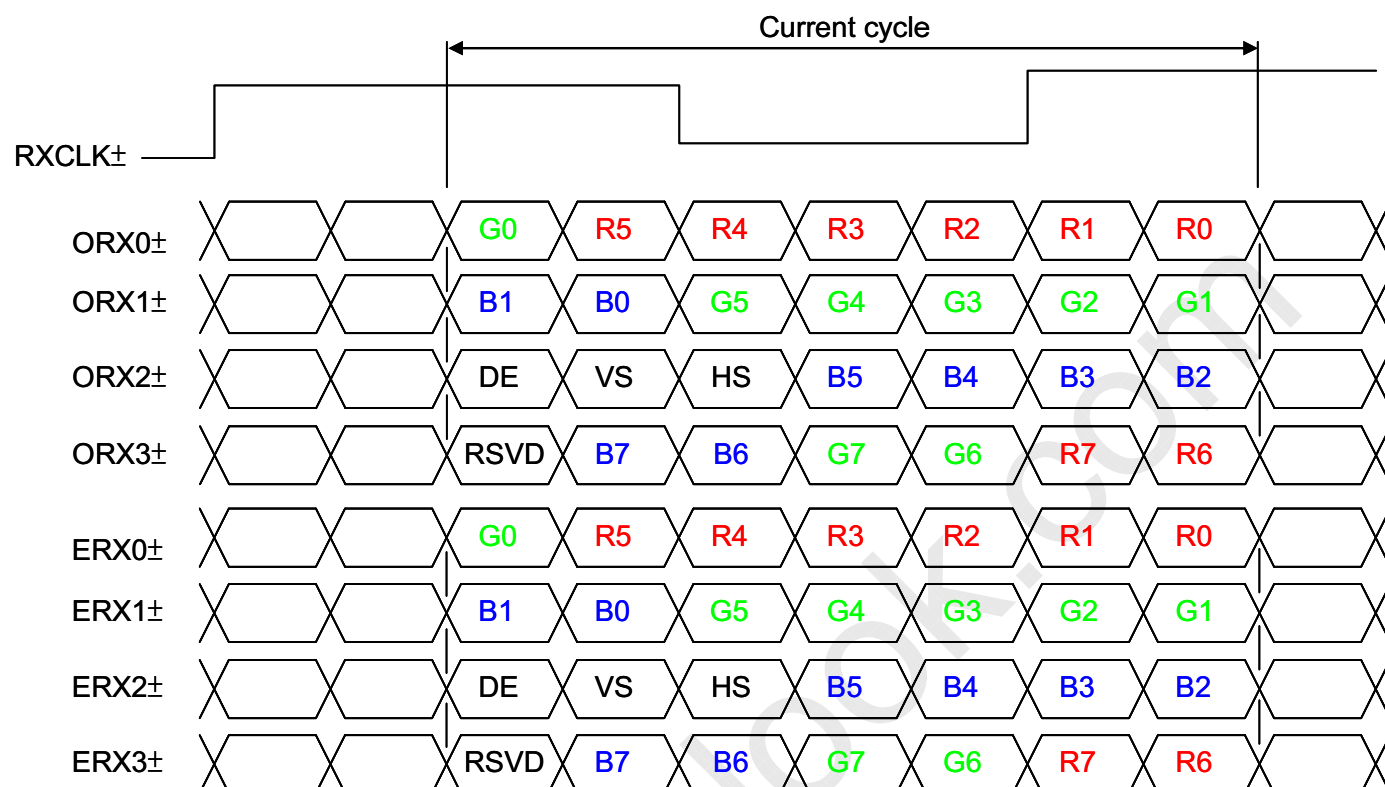 Current cycle
RXCLK±
ORX0± G0 R5 R4 R3 R2 R1 R0
ORX1± B1 B0 G5 G4 G3 G2 G1
ORX2± DE VS HS B5 B4 B3 B2
ORX3± RSVD B7 B6 G7 G6 R7 R6
ERX0± G0 R5 R4 R3 R2 R1 R0
ERX1± B1 B0 G5 G4 G3 G2 G1
ERX2± DE VS HS B5 B4 B3 B2
ERX3± RSVD B7 B6 G7 G6 R7 R6
look.com